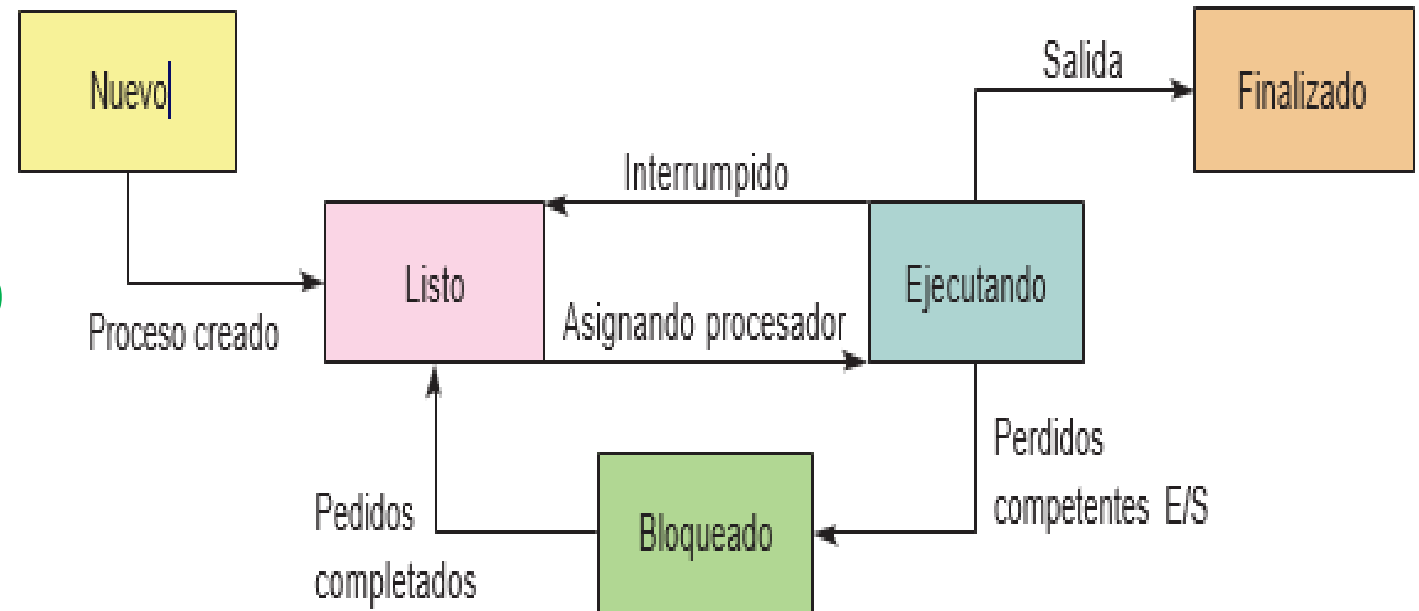 Nuevo
Salida
Finalizado
Interrumpido
Listo
Ejecutando
Proceso creado
Asignando procesador
Perdidos
competentes E/S
Pedidos
completados
Bloqueado